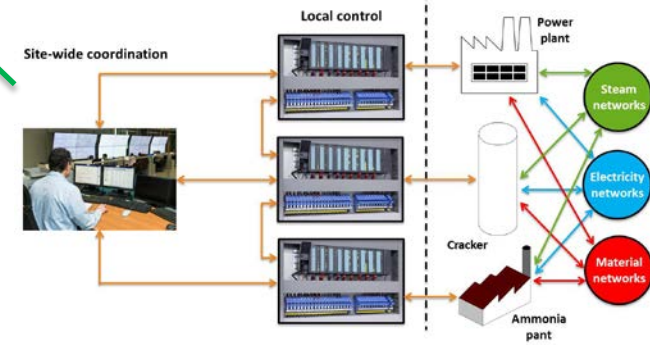 Local control
Site-wide coordination
Power
plant
Steam
networks
Electricity
networks
Cracker
Material
networks
Ammonia
pant